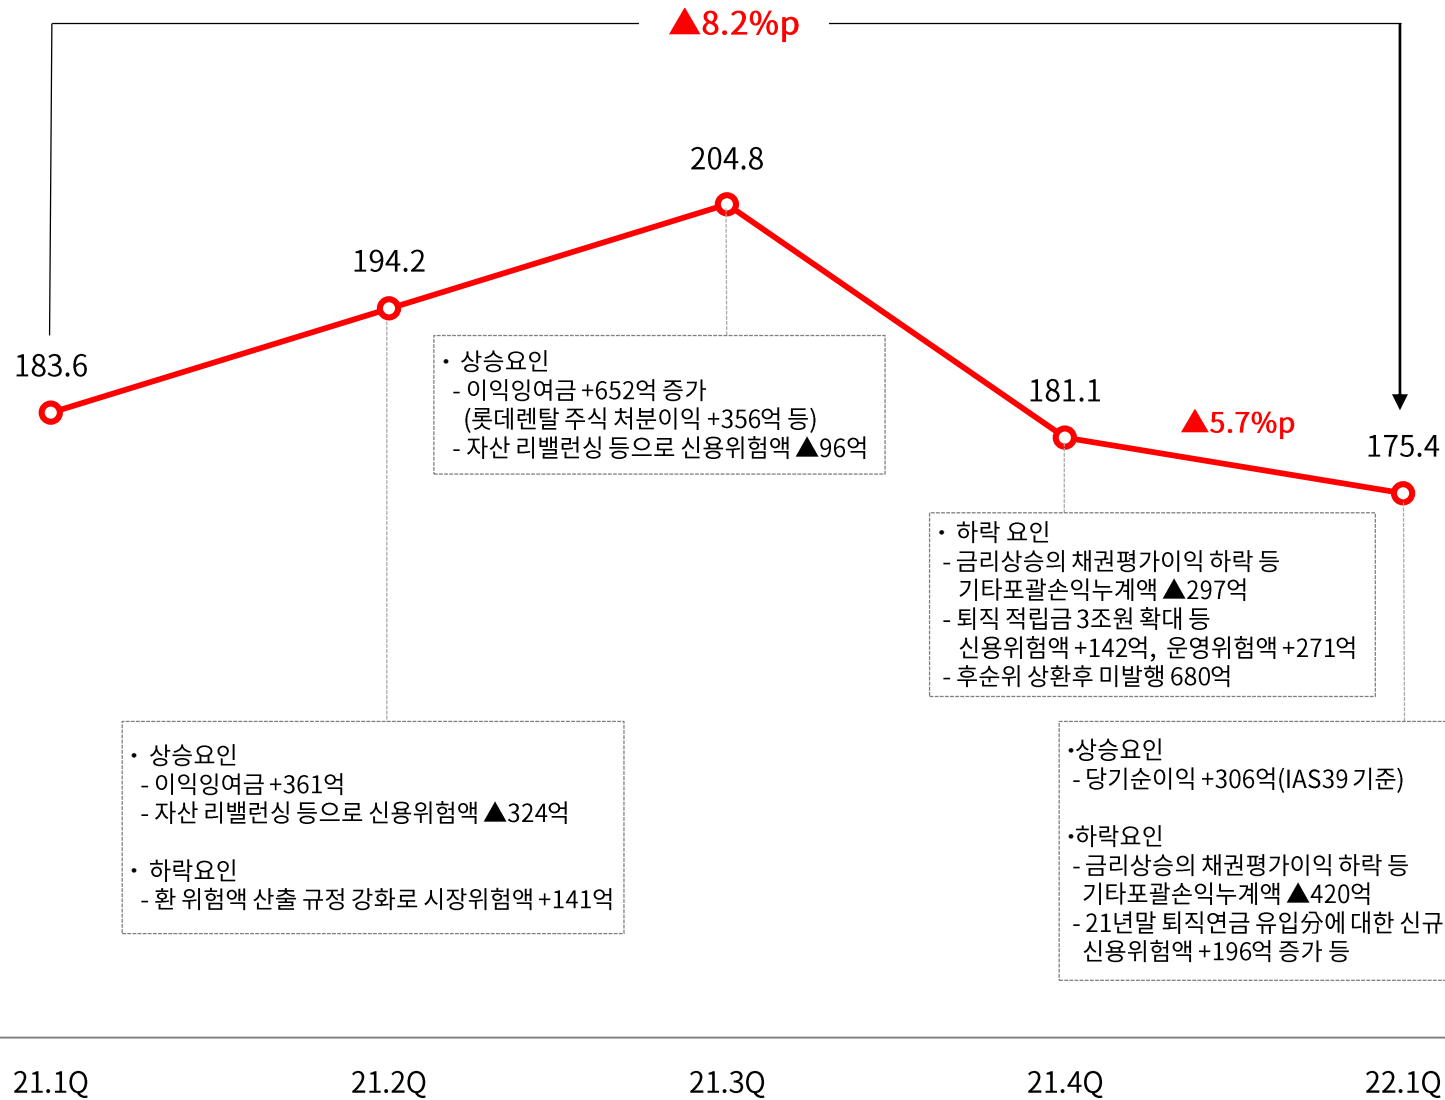 ▲8.2%p
204.8
194.2
183.6
• 상승요인
- 이익잉여금 +652억 증가
(롯데렌탈 주식 처분이익 +356억 등)
- 자산 리밸런싱 등으로 신용위험액 ▲96억
181.1
▲5.7%p
175.4
• 하락 요인
- 금리상승의 채권평가이익 하락 등
기타포괄손익누계액 ▲297억
- 퇴직 적립금 3조원 확대 등
신용위험액 +142억, 운영위험액 +271억
- 후순위 상환후 미발행 680억
• 상승요인
- 이익잉여금 +361억
- 자산 리밸런싱 등으로 신용위험액 ▲324억
• 하락요인
- 환 위험액 산출 규정 강화로 시장위험액 +141억
•상승요인
- 당기순이익 +306억(IAS39 기준)
•하락요인
- 금리상승의 채권평가이익 하락 등
기타포괄손익누계액 ▲420억
- 21년말 퇴직연금 유입分에 대한 신규
신용위험액 +196억 증가 등
21.1Q
21.2Q
21.3Q
21.4Q
22.1Q